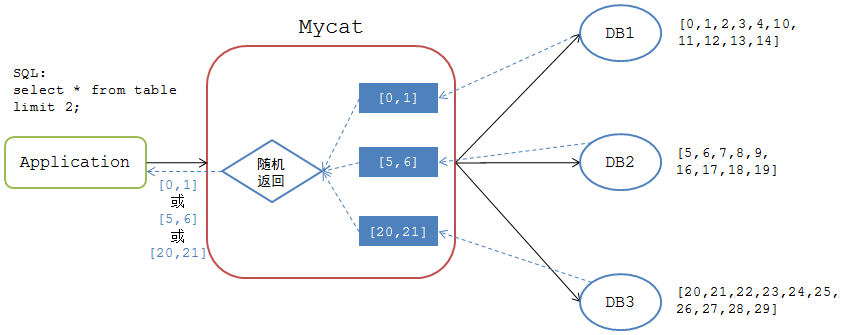 Mycat
SQL:
select * from table
limit 2;
Application
[0,1]
或
[5,6]
或
[20,21]
随机
返回
[0,1]
[5,6]
[20,21]
DB1
[0,1,2,3,4,10,
11,12,13,14]
DB2
[5,6,7,8,9,
16,17,18,19]
DB3
[20,21,22,23,24,25,
26,27,28,29]